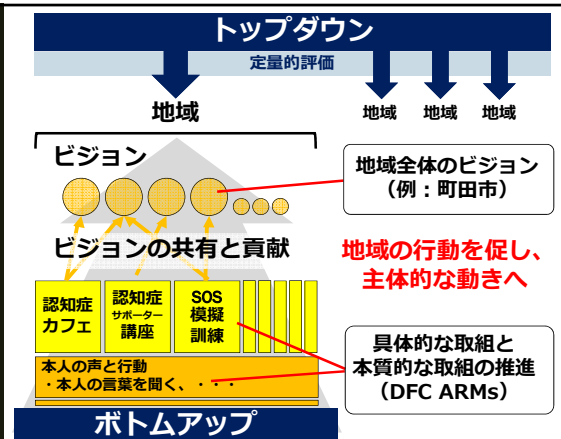 トップダウン
定量的評価
地域
地域
地域
地域
ビジョン
地域全体のビジョン
（例：町田市）
ビジョンの共有と貢献
地域の行動を促し、
主体的な動きへ
認知症
カフェ
認知症
サポーター
講座
SOS
模擬
訓練
具体的な取組と
本質的な取組の推進
（DFC ARMs）
本人の声と行動
・本人の言葉を聞く、・・・
ボトムアップ